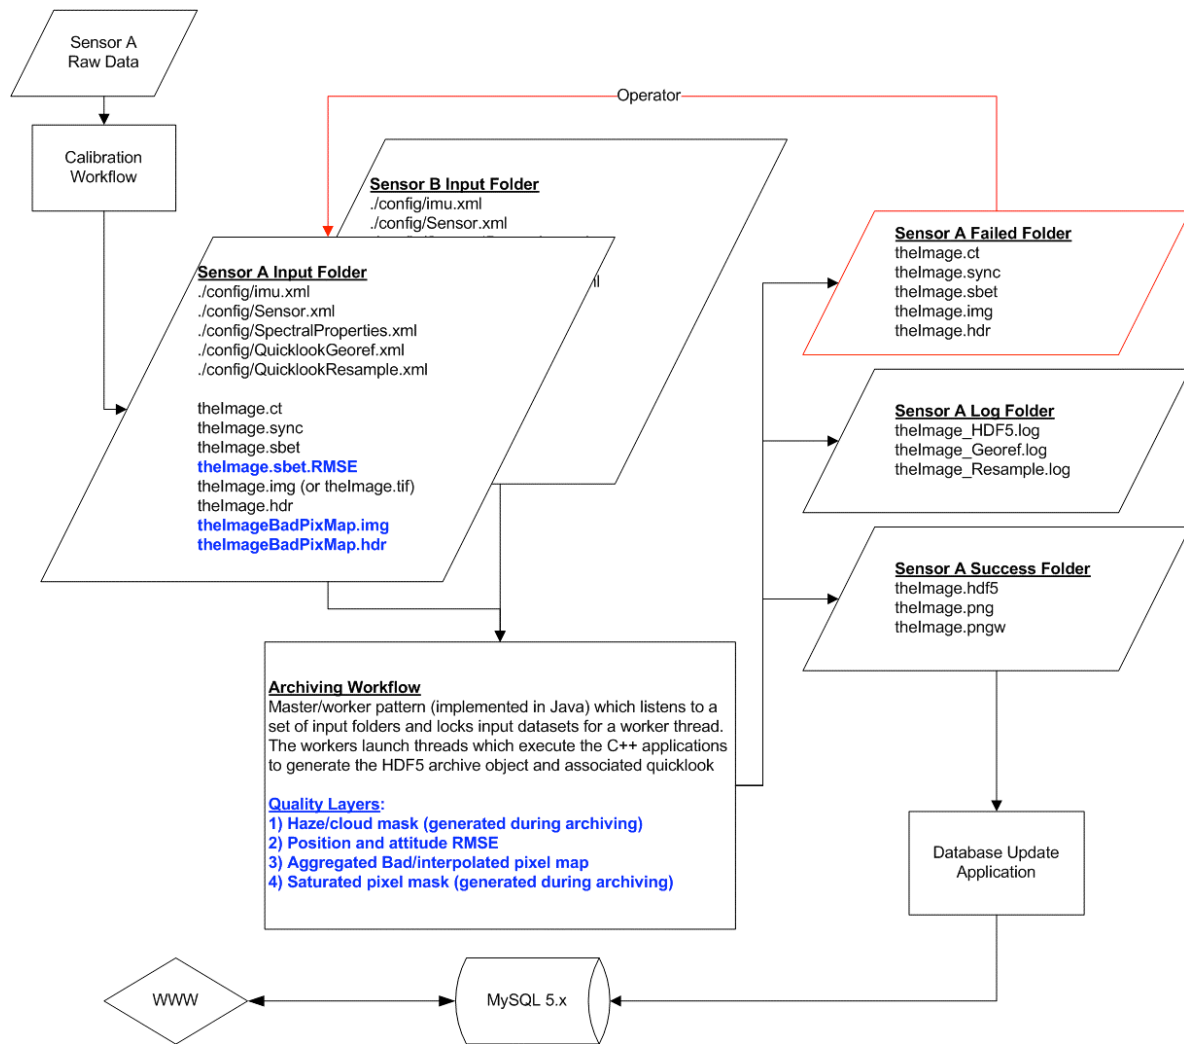 Sensor A
Raw Data
Operator
Calibration
Workflow
Sensor B Input Folder
./config/imu.xml
./config/Sensor.xml
Sensor A Input Folder
./config/imu.xml
./config/Sensor.xml
./config/SpectralProperties.xml
./config/QuicklookGeoref.xml
./config/QuicklookResample.xml
theImage.ct
theImage.sync
theImage.sbet
theImage.sbet.RMSE
theImage.img (or theImage.tif)
theImage.hdr
theImageBadPixMap.img
theImageBadPixMap.hdr
Sensor A Failed Folder
theImage.ct
theImage.sync
theImage.sbet
theImage.img
theImage.hdr
Sensor A Log Folder
theImage_HDF5.log
theImage_Georef.log
theImage_Resample.log
Sensor A Success Folder
theImage.hdf5
theImage.png
theImage.pngw
Archiving Workflow
Master/worker pattern (implemented in Java) which listens to a
set of input folders and locks input datasets for a worker thread.
The workers launch threads which execute the C++ applications
to generate the HDF5 archive object and associated quicklook
Quality Layers:
1) Haze/cloud mask (generated during archiving)
2) Position and attitude RMSE
3) Aggregated Bad/interpolated pixel map
4) Saturated pixel mask (generated during archiving)
Database Update
Application
WWW
MySQL 5.x